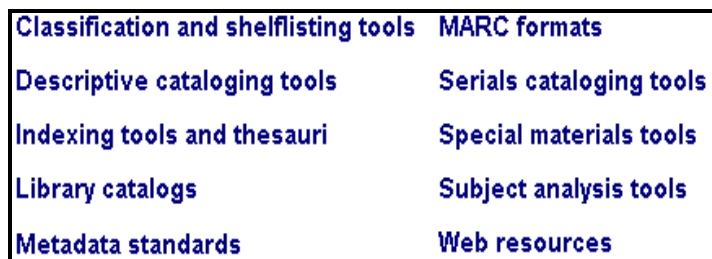 Classification and shelflisting tools
Descriptive cataloging tools
Indexing tools and thesauri
Library catalogs
Metadata standards
MARC formats
Serials cataloging tools
Special materials tools
Subject analysis tools
Web resources